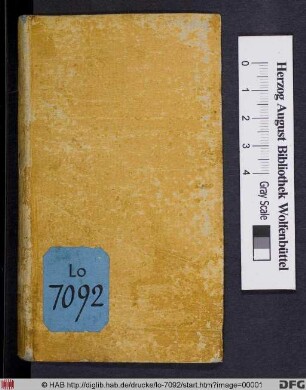 Lo
7092
Herzog August Bibliothek Wolfenbüttel
0 1 2 3 4
Gray Scale
© HAB http://diglib.hab.de/drucke/lo-7092/start.htm?image=00001
DFG